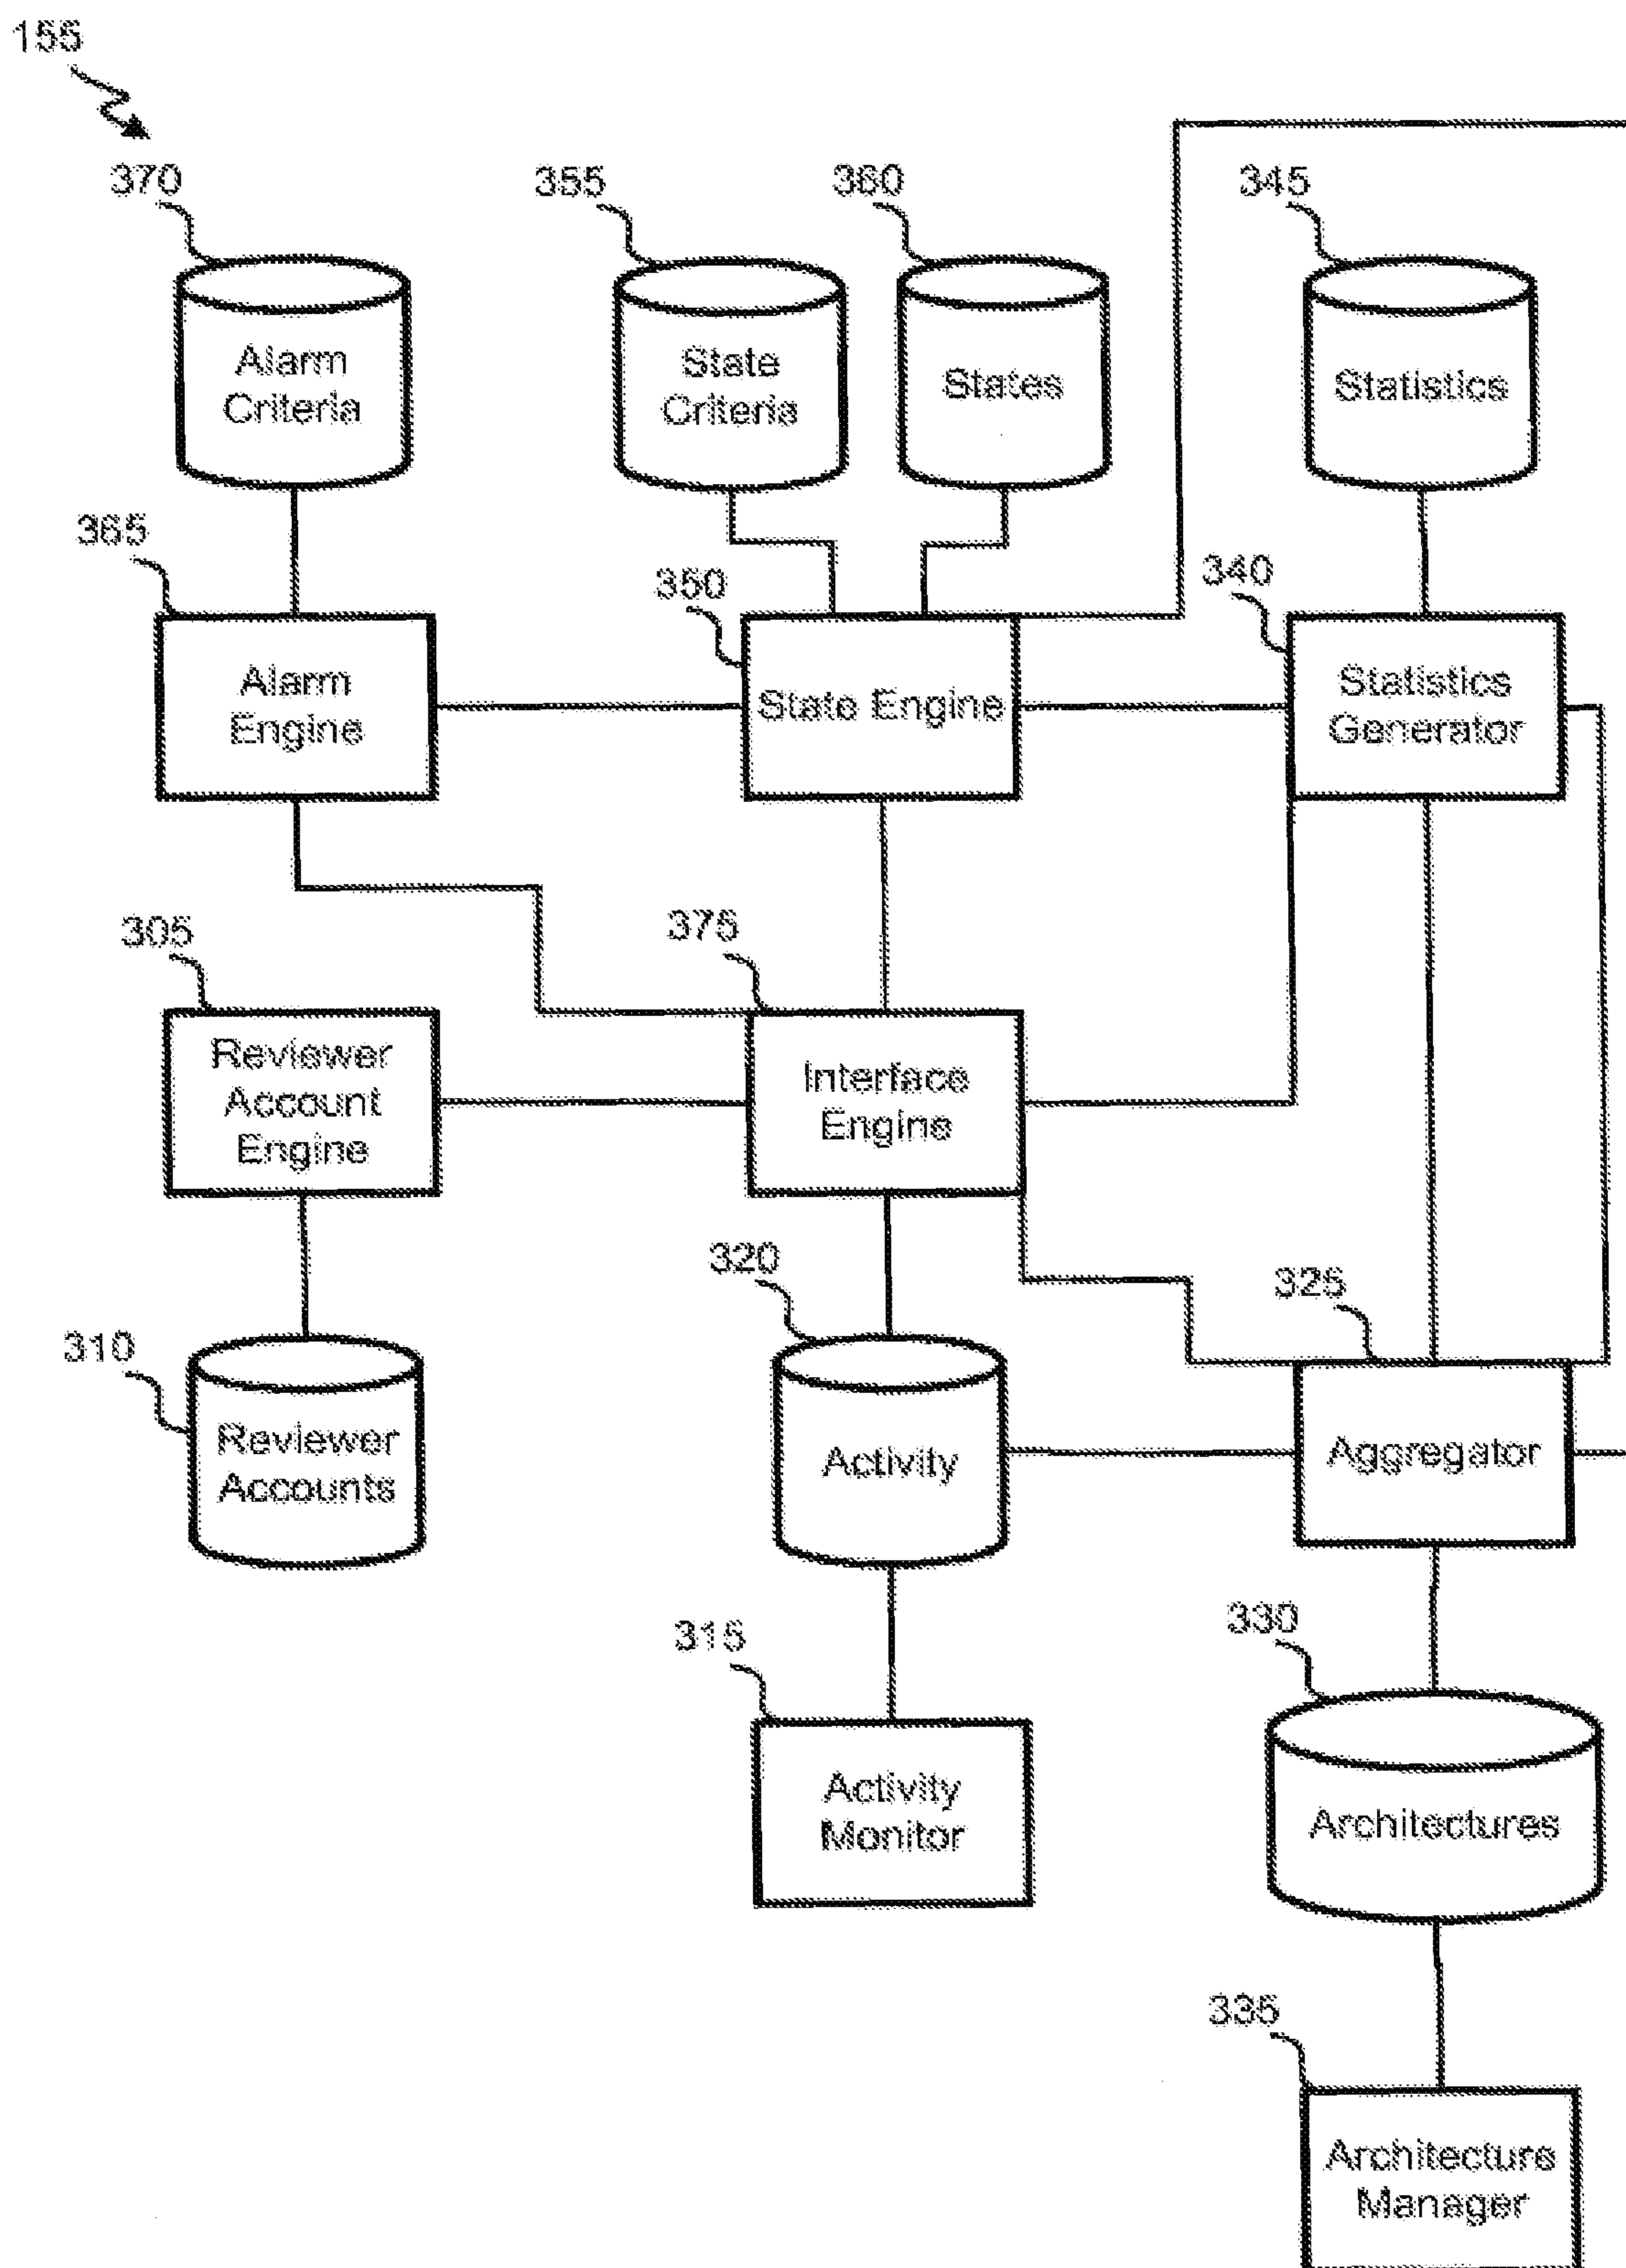 155
370
355
360
345
Alarm
Criteria
State
Criteria
States
Statistics
365
350
340
Alarm
Engine
State Engine
Statistics
Generator
305
375
Reviewer
Account
Engine
Interface
Engine
320
325
310
Reviewer
Accounts
Activity
Aggregator
315
330
Activity
Monitor
Architectures
335
Architecture
Manager